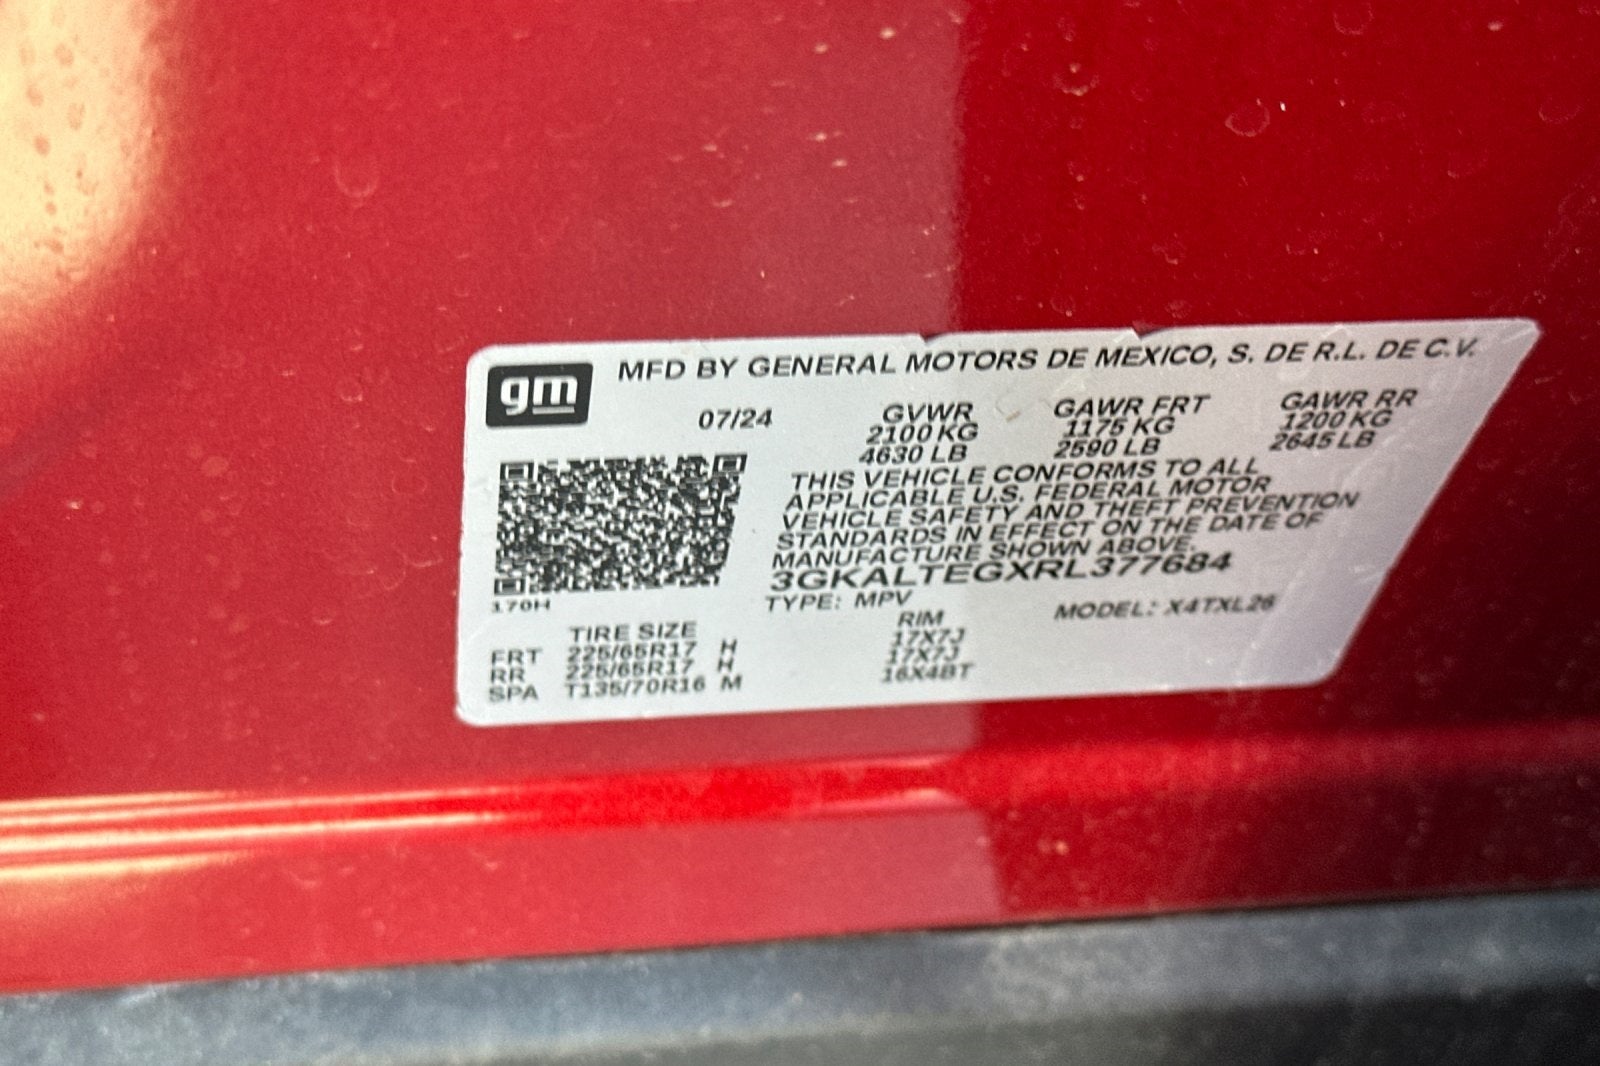 gm
MFD BY GENERAL MOTORS DE MEXICO, S. DE R.L. DE C.V.
07/24 GVWR GAWR FRT GAWR RR
2100 KG 1175 KG 1200 KG
4630 LB 2590 LB 2645 LB
THIS VEHICLE CONFORMS TO ALL
APPLICABLE U.S. FEDERAL MOTOR
VEHICLE SAFETY AND THEFT PREVENTION
STANDARDS IN EFFECT ON THE DATE OF
MANUFACTURE SHOWN ABOVE.
3GKALTEGXRL377684
170H
TYPE: MPV MODEL: X4TXL26
TIRE SIZE RIM
FRT 225/65R17 H 17X7J
RR 225/65R17 H 17X7J
SPA T135/70R16 M 16X4BT